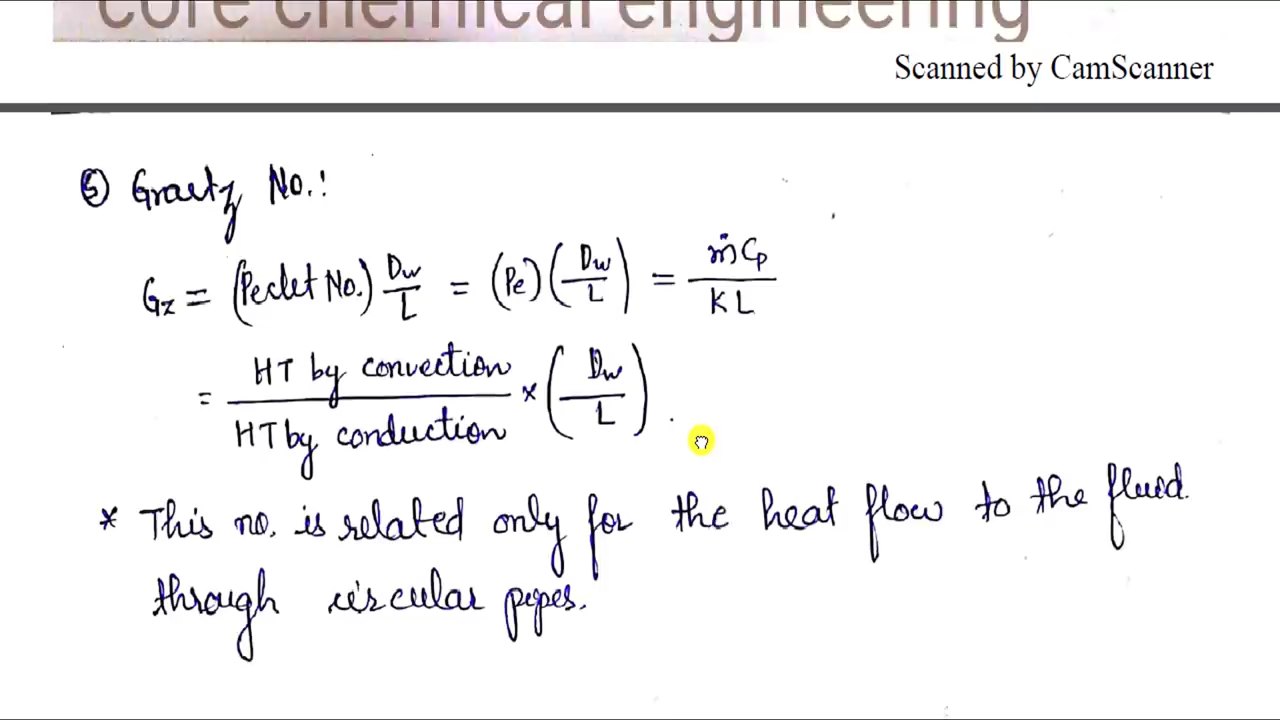 core chemical engineering
Scanned by CamScanner
⑤ Graetz No.:
Gz = (Peclet No.) Dw/L = (Pe) (Dw/L) = ṁCp/KL
= HT by convection / HT by conduction × (Dw/L).
* This no. is related only for the heat flow to the fluid
through circular pipes.